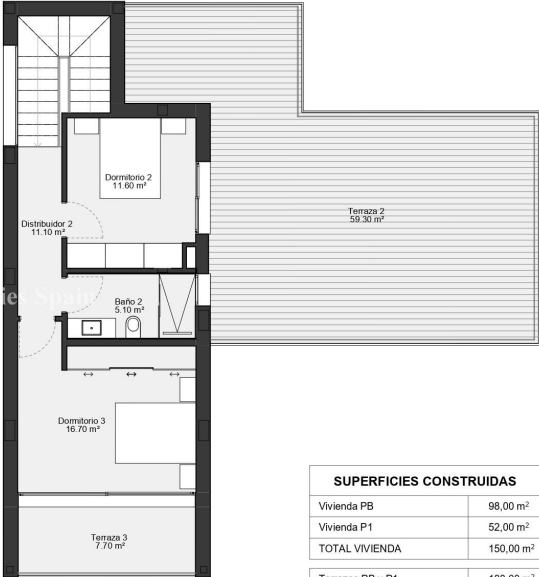 Dormitorio 2
11.60 m²
Terraza 2
59.30 m²
Distribuidor 2
11.10 m²
ies Spain
Baño 2
5.10 m²
Dormitorio 3
16.70 m²
Terraza 3
7.70 m²
SUPERFICIES CONSTRUIDAS
Vivienda PB 98,00 m²
Vivienda P1 52,00 m²
TOTAL VIVIENDA 150,00 m²